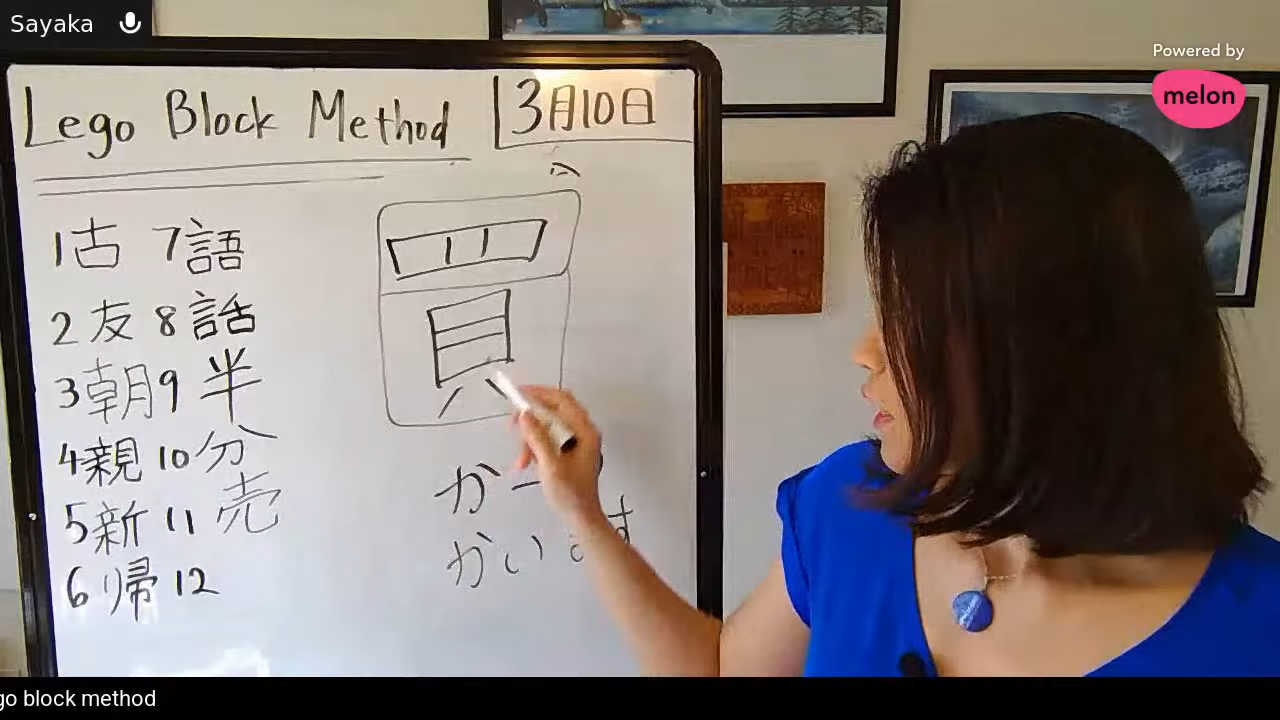 Sayaka
Powered by
melon
Lego Block Method
3月10日
1古 7語
2友 8話
3朝 9半
4親 10分
5新 11売
6帰 12
買
かいます
go block method